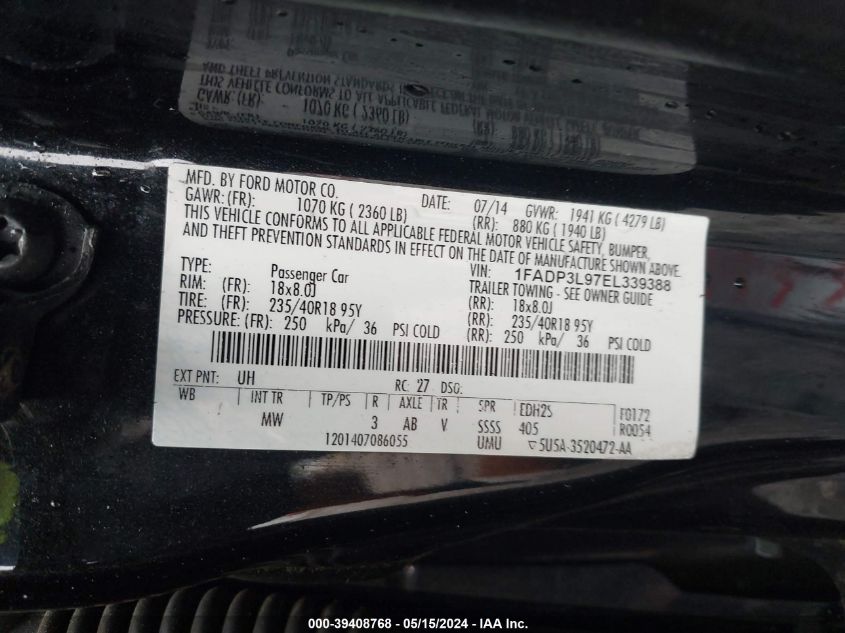 MFD. BY FORD MOTOR CO. DATE: 07/14 GVWR: 1941 KG ( 4279 LB)
GAWR: (FR): 1070 KG ( 2360 LB) (RR): 880 KG ( 1940 LB)
THIS VEHICLE CONFORMS TO ALL APPLICABLE FEDERAL MOTOR VEHICLE SAFETY, BUMPER,
AND THEFT PREVENTION STANDARDS IN EFFECT ON THE DATE OF MANUFACTURE SHOWN ABOVE.
VIN: 1FADP3L97EL339388
TYPE: Passenger Car TRAILER TOWING - SEE OWNER GUIDE
RIM: (FR): 18x8.0J (RR): 18x8.0J
TIRE: (FR): 235/40R18 95Y (RR): 235/40R18 95Y
PRESSURE: (FR): 250 kPa/ 36 PSI COLD (RR): 250 kPa/ 36 PSI COLD
EXT PNT: UH RC: 27 DSO:
WB INT TR TP/PS R AXLE TR SPR EDH2S F0172
MW 3 AB V SSSS 405 R0054
1201407086055 UMU ▽5U5A-3520472-AA
000-39408768 - 05/15/2024 - IAA Inc.